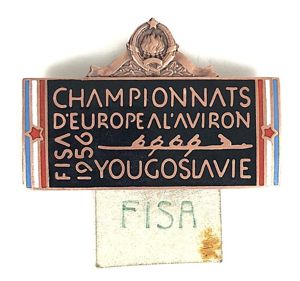 CHAMPIONNATS
D'EUROPE A L'AVIRON
FISA 1956
YOUGOSLAVIE
FISA